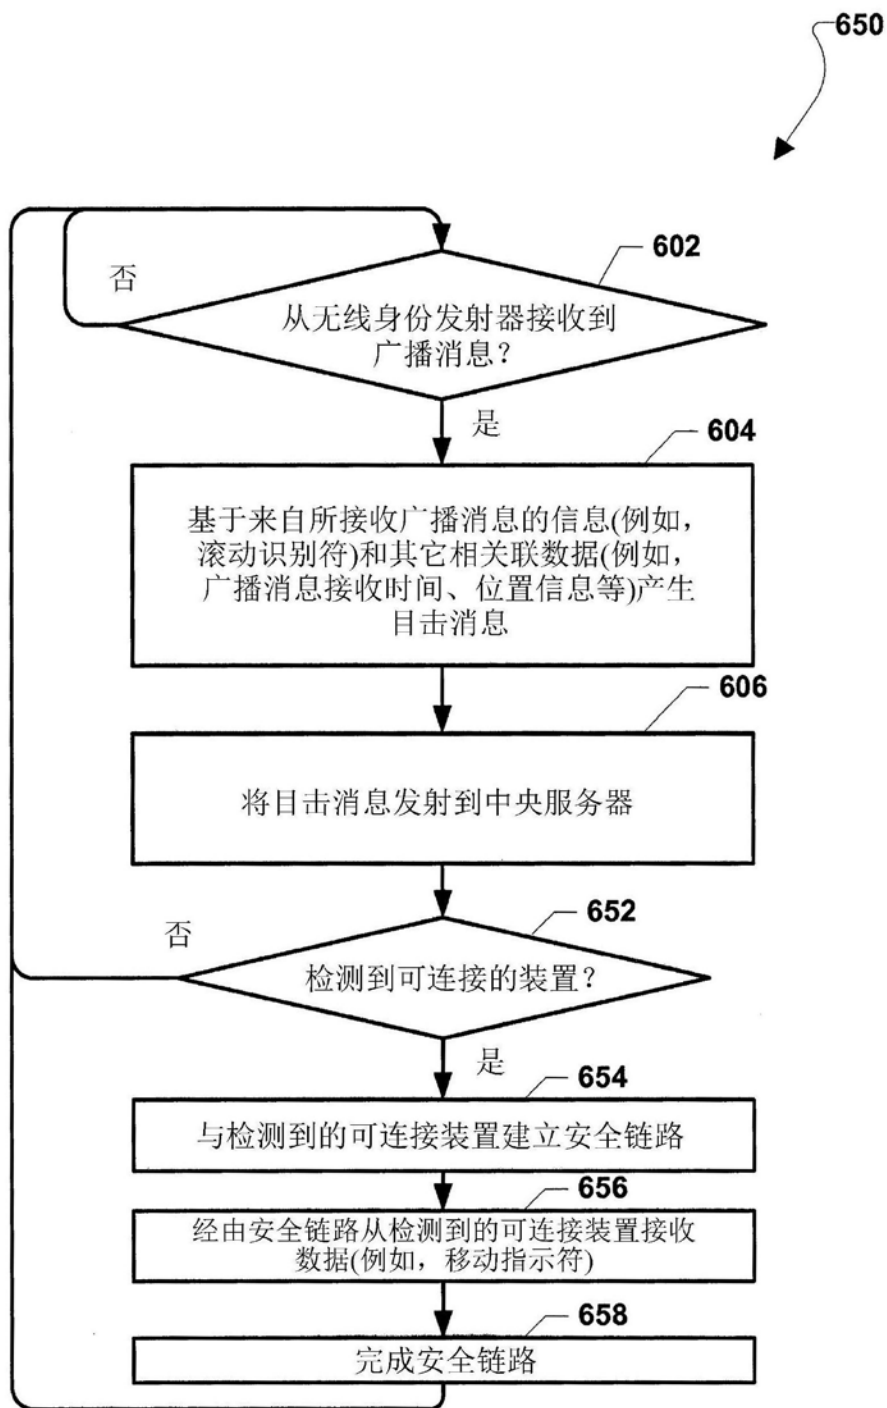 650
602
否
从无线身份发射器接收到
广播消息?
是
604
基于来自所接收广播消息的信息(例如,
滚动识别符)和其它相关联数据(例如,
广播消息接收时间、位置信息等)产生
目击消息
606
将目击消息发射到中央服务器
652
否
检测到可连接的装置?
是
654
与检测到的可连接装置建立安全链路
656
经由安全链路从检测到的可连接装置接收
数据(例如，移动指示符)
658
完成安全链路